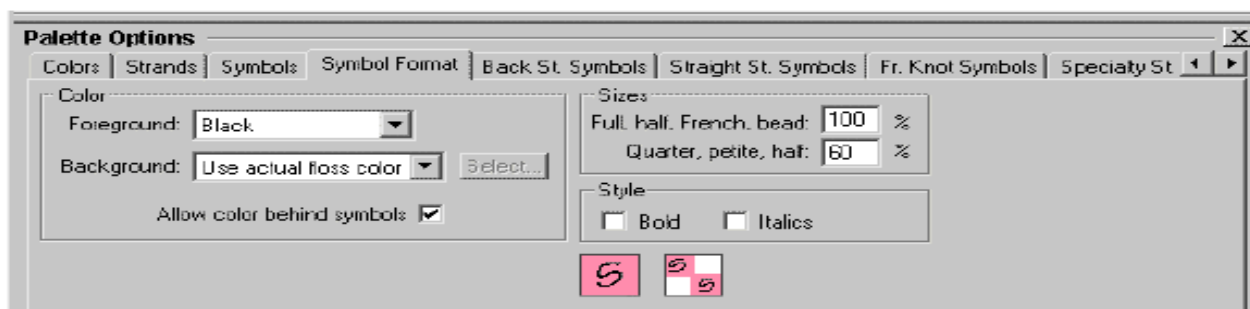 Palette Options
Colors Strands Symbols Symbol Format Back St. Symbols Straight St. Symbols Fr. Knot Symbols Specialty St
Color
Foreground: Black
Background: Use actual floss color Select...
Allow color behind symbols
Sizes
Full, half, French, bead: 100 %
Quarter, petite, half: 60 %
Style
Bold Italics
S S S